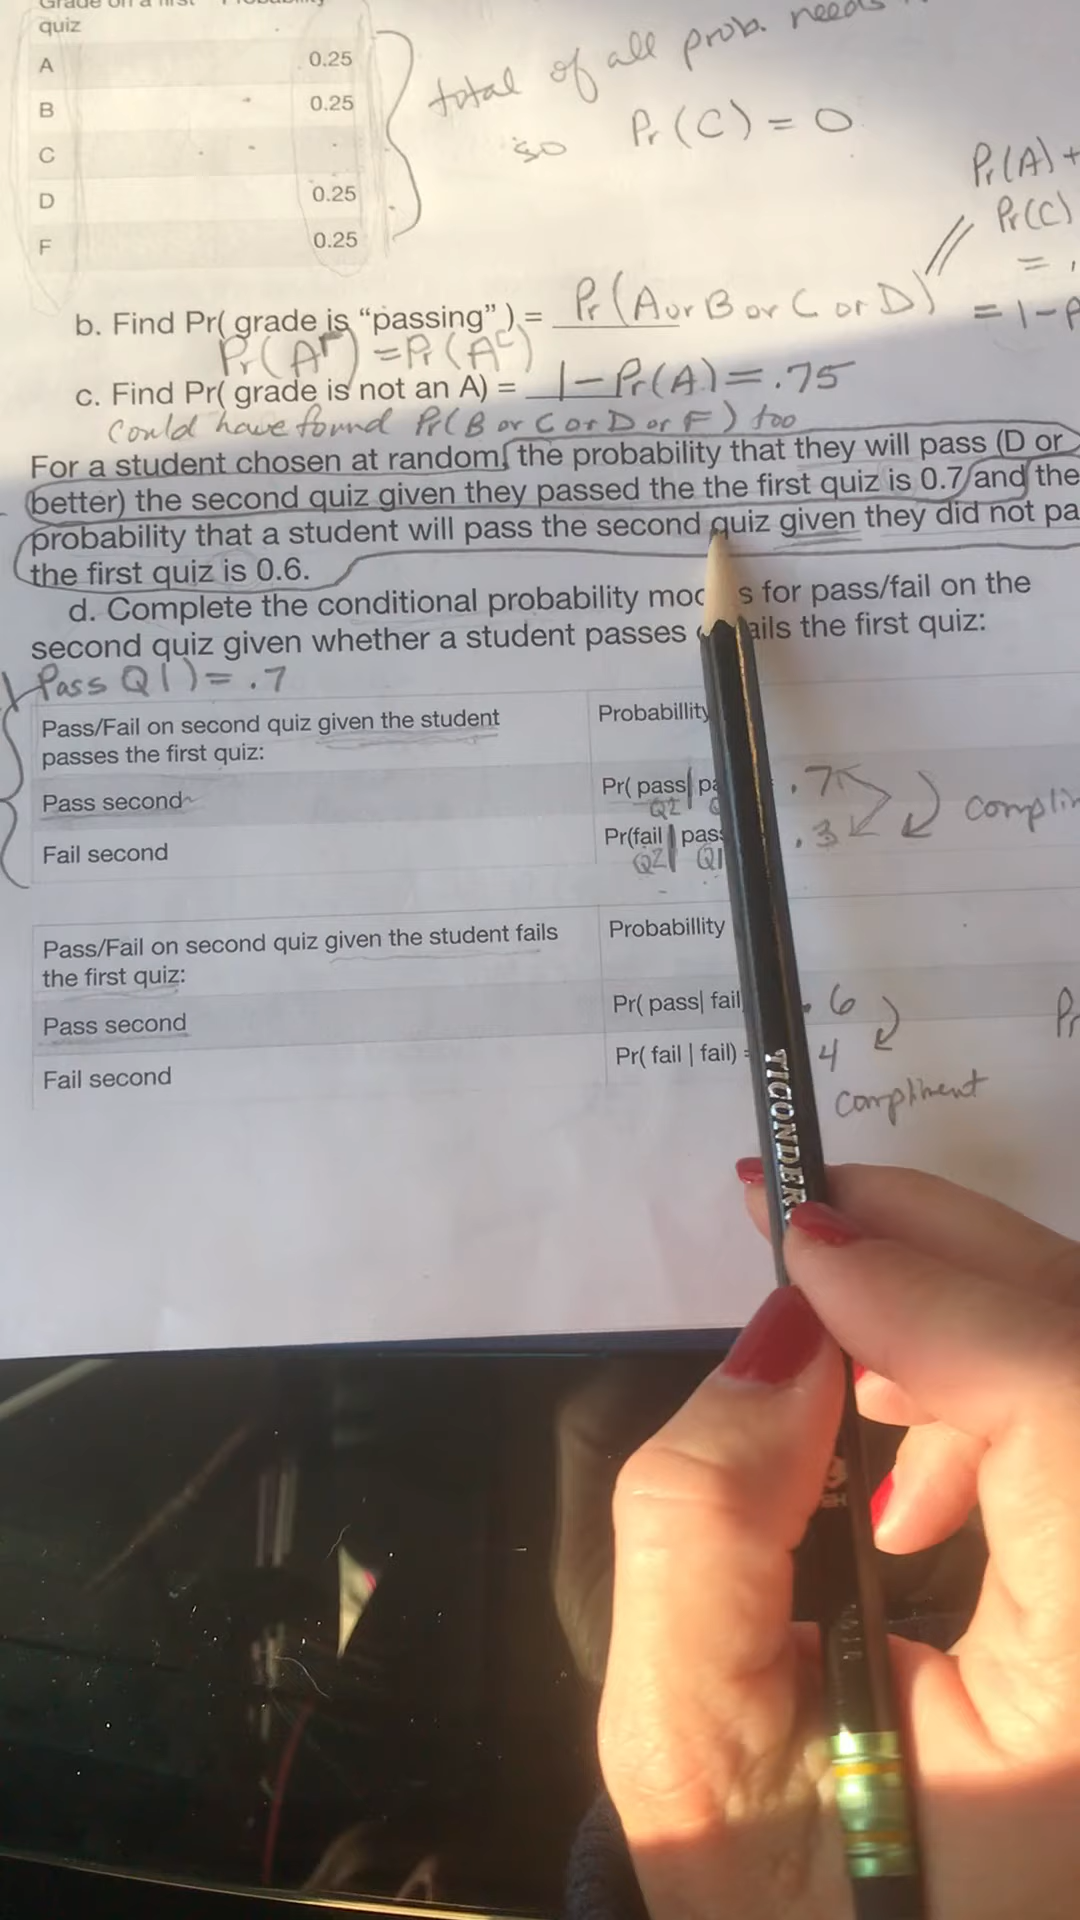 Grade on a first Probability
quiz
A 0.25
B 0.25
C
D 0.25
F 0.25
total of all prob. needs
so Pr(C) = 0
Pr(A) +
Pr(C)
= .
b. Find Pr( grade is “passing” ) = Pr(A or B or C or D) = 1-P
= Pr(A^c)
c. Find Pr( grade is not an A) = 1-Pr(A) = .75
Could have found Pr(B or C or D or F) too
For a student chosen at random, the probability that they will pass (D or
better) the second quiz given they passed the the first quiz is 0.7 and the
probability that a student will pass the second quiz given they did not pa
the first quiz is 0.6.
d. Complete the conditional probability mod s for pass/fail on the
second quiz given whether a student passes ails the first quiz:
Pass Q1) = .7
Pass/Fail on second quiz given the student Probabillity
passes the first quiz:
Pass second Pr( pass| pa .7
Q2
complim
Fail second Pr(fail | pass .3
Q2| Q1
Pass/Fail on second quiz given the student fails Probabillity
the first quiz:
Pass second Pr( pass| fail .6
Pr
Fail second Pr( fail | fail) = 4
compliment
TICONDER